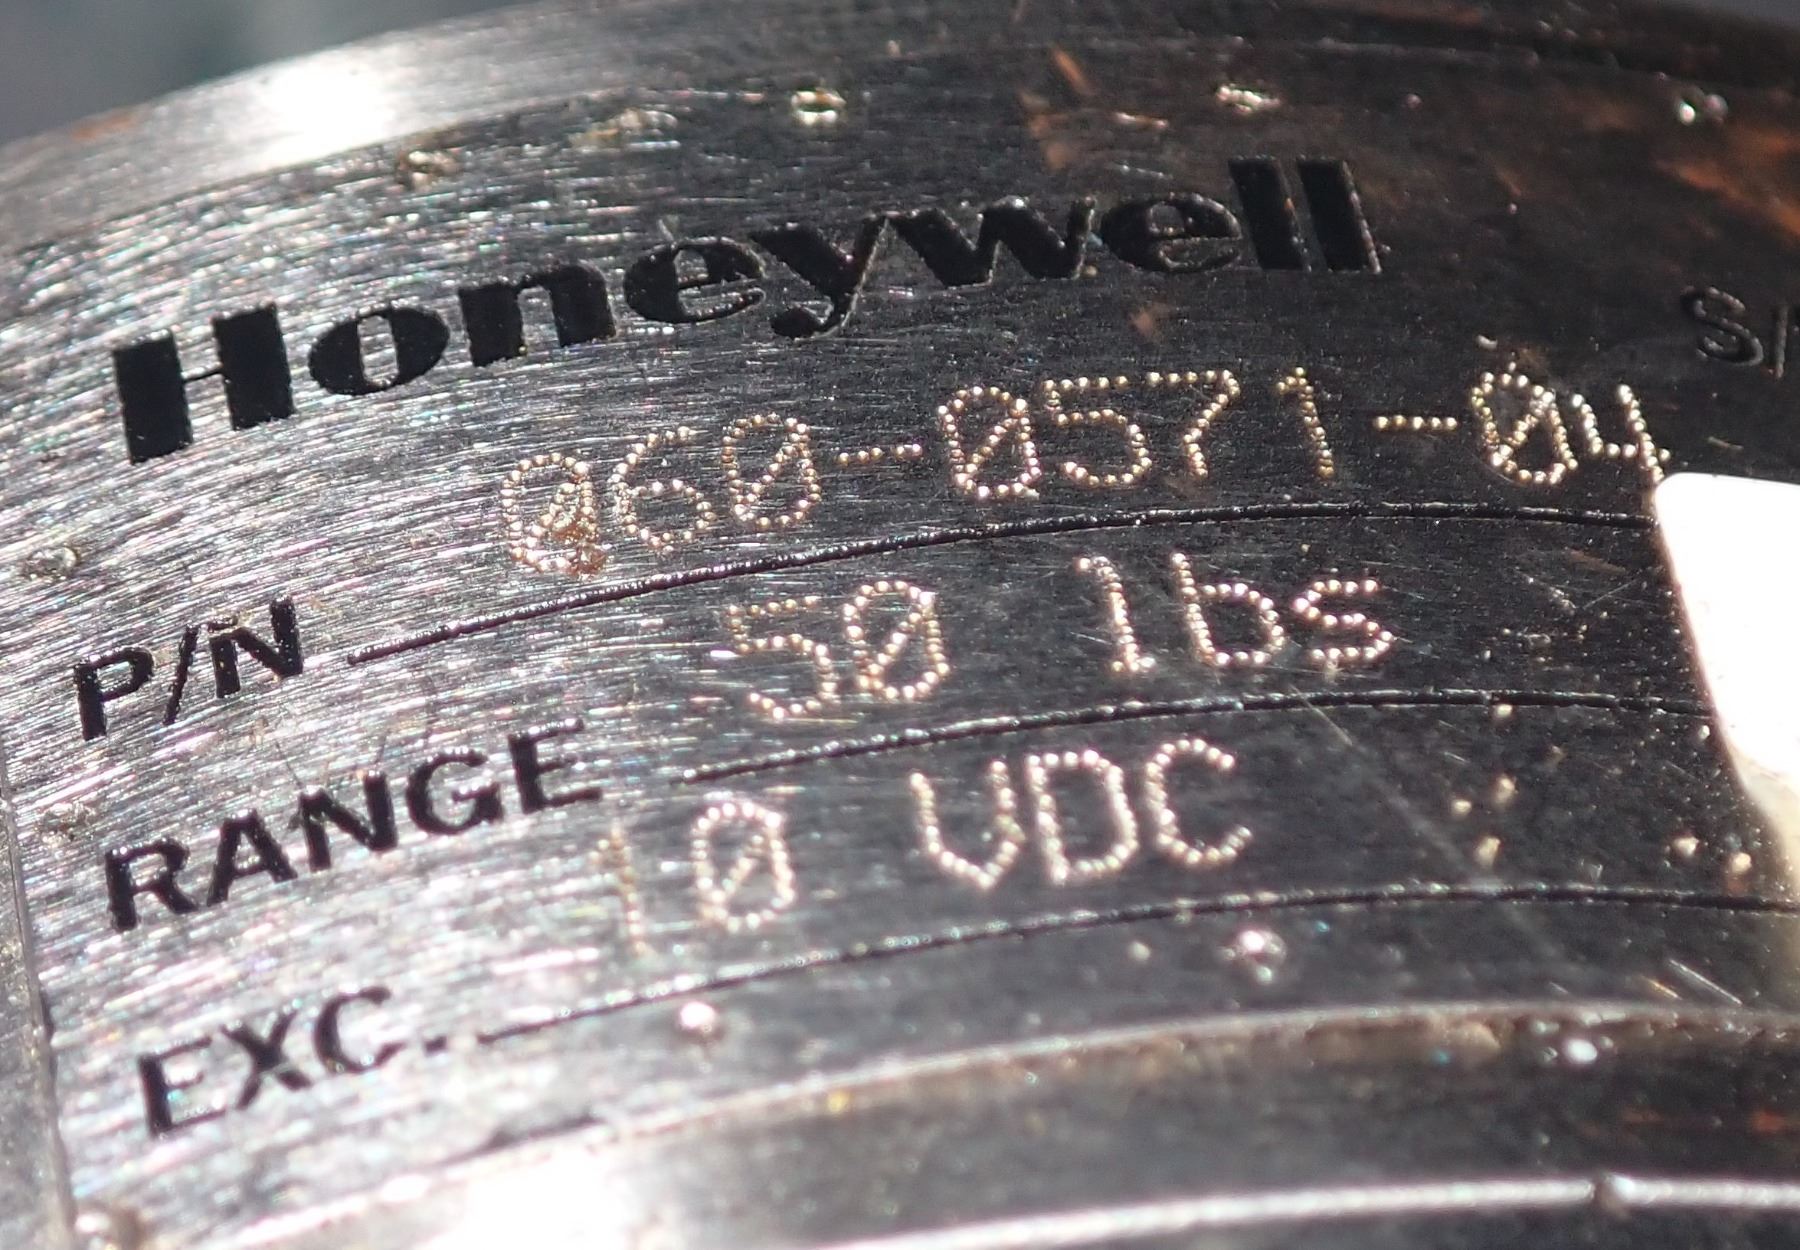 Honeywell
P/N 060-0571-04
RANGE 50 lbs
EXC. 10 VDC